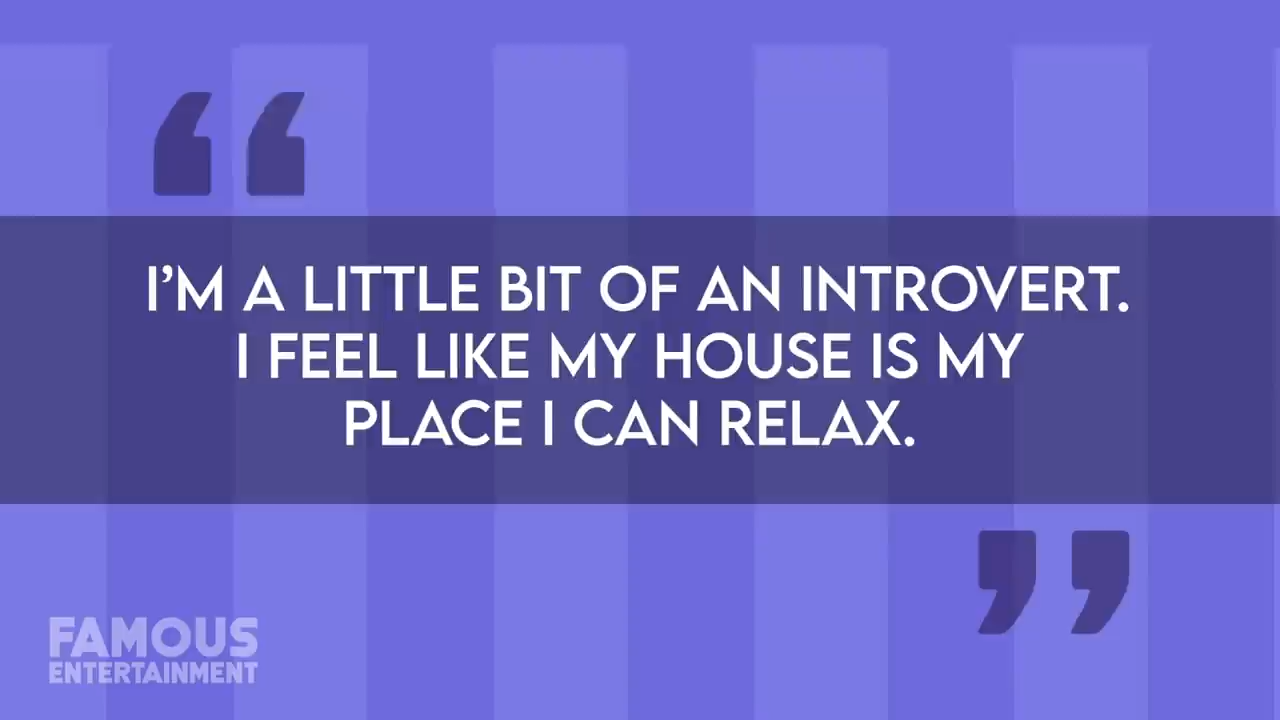 “
I’M A LITTLE BIT OF AN INTROVERT.
I FEEL LIKE MY HOUSE IS MY
PLACE I CAN RELAX.
”
FAMOUS
ENTERTAINMENT